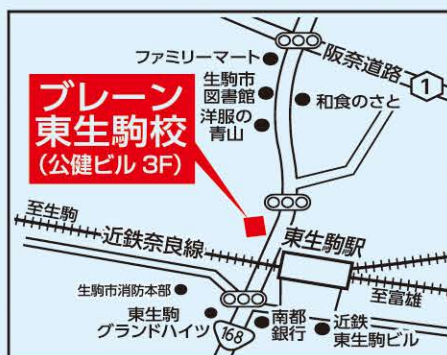 ファミリーマート
阪奈道路
1
生駒市
図書館
和食のさと
洋服の
青山
ブレーン
東生駒校
(公健ビル 3F)
至生駒
近鉄奈良線
東生駒駅
至富雄
生駒市消防本部
東生駒
グランドハイツ
168
南都
銀行
近鉄
東生駒ビル